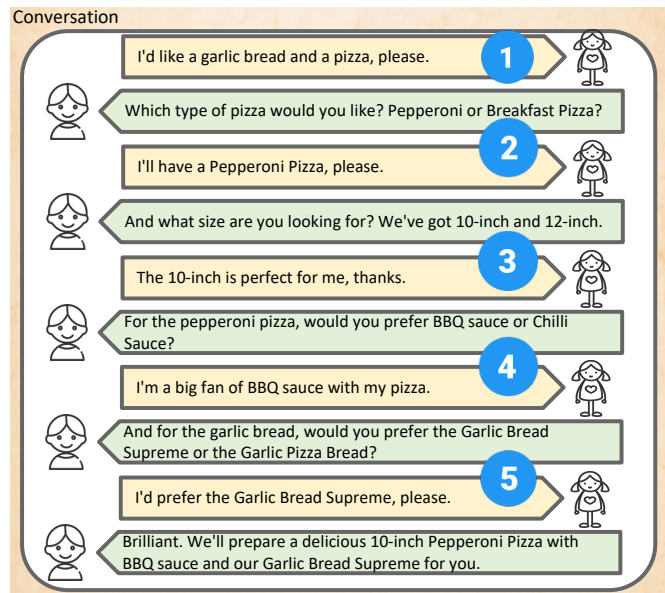 Conversation
I'd like a garlic bread and a pizza, please.
1
Which type of pizza would you like? Pepperoni or Breakfast Pizza?
2
I'll have a Pepperoni Pizza, please.
And what size are you looking for? We've got 10-inch and 12-inch.
3
The 10-inch is perfect for me, thanks.
For the pepperoni pizza, would you prefer BBQ sauce or Chilli
Sauce?
4
I'm a big fan of BBQ sauce with my pizza.
And for the garlic bread, would you prefer the Garlic Bread
Supreme or the Garlic Pizza Bread?
5
I'd prefer the Garlic Bread Supreme, please.
Brilliant. We'll prepare a delicious 10-inch Pepperoni Pizza with
BBQ sauce and our Garlic Bread Supreme for you.